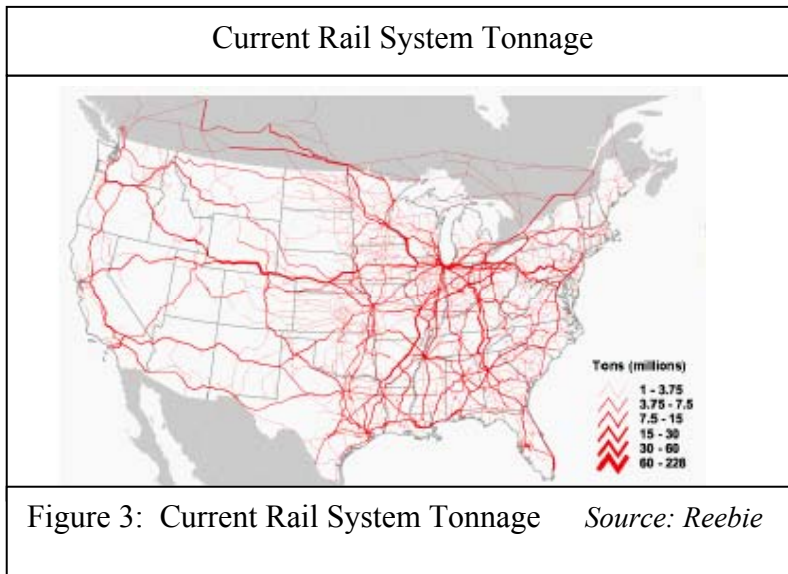 Current Rail System Tonnage
Tons (millions)
1 - 3.75
3.75 - 7.5
7.5 - 15
15 - 30
30 - 60
60 - 228
Figure 3: Current Rail System Tonnage Source: Reebie